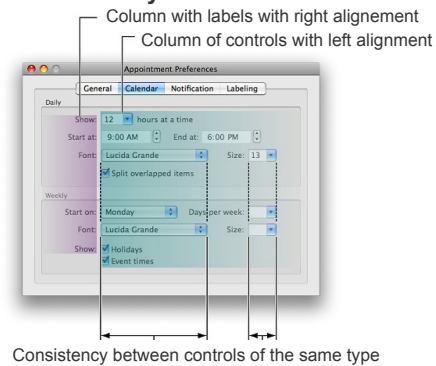 Column with labels with right alignement
Column of controls with left alignment
Appointment Preferences
General Calendar Notification Labeling
Daily
Show: 12 hours at a time
Start at: 9:00 AM End at: 6:00 PM
Font: Lucida Grande Size: 13
Split overlapped items
Weekly
Start on: Monday Days per week:
Font: Lucida Grande Size:
Show: Holidays
Event times
Consistency between controls of the same type